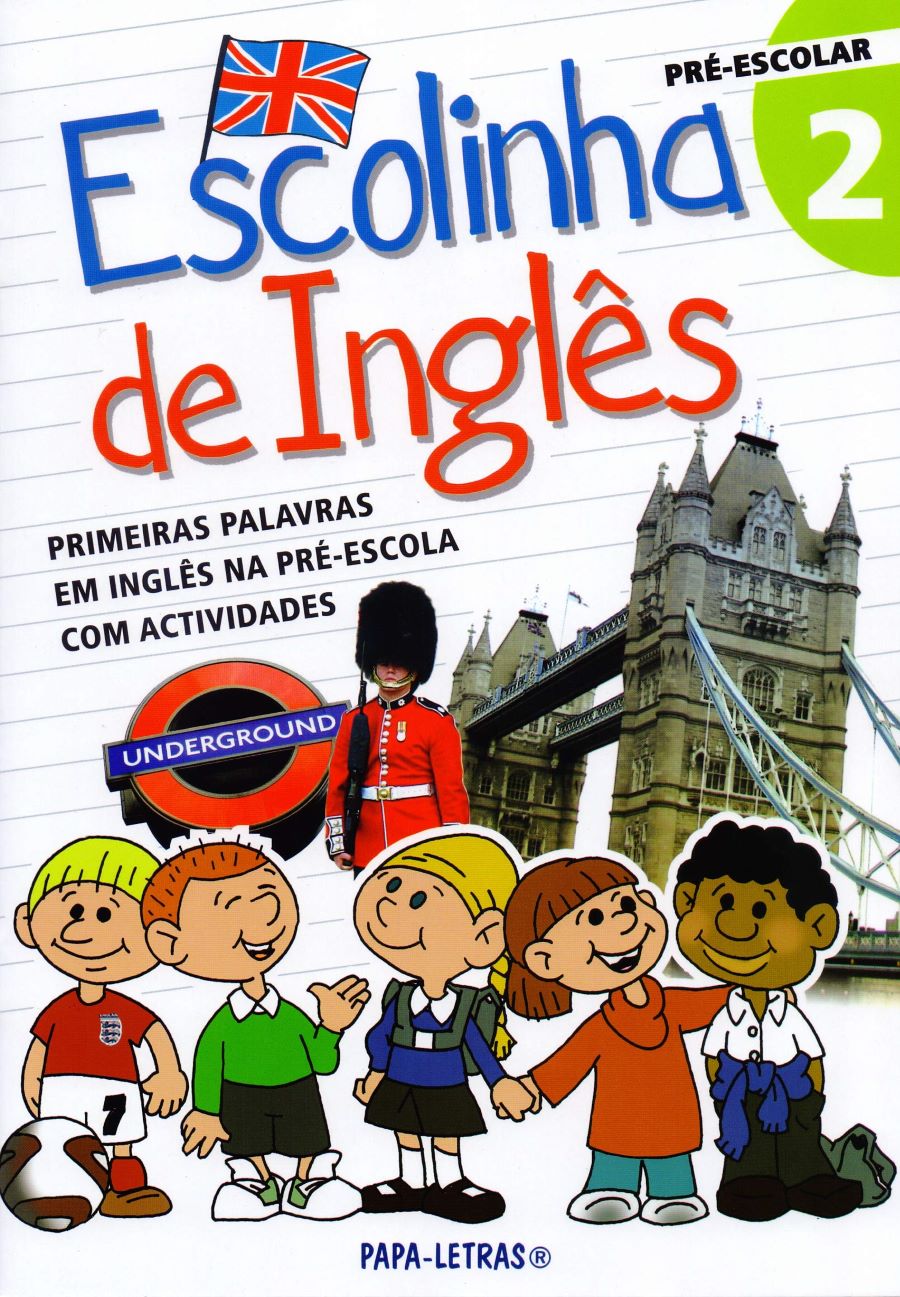 PRÉ-ESCOLAR
2
Escolinha
de Inglês
PRIMEIRAS PALAVRAS
EM INGLÊS NA PRÉ-ESCOLA
COM ACTIVIDADES
UNDERGROUND
ENGLAND
7
PAPA-LETRAS®